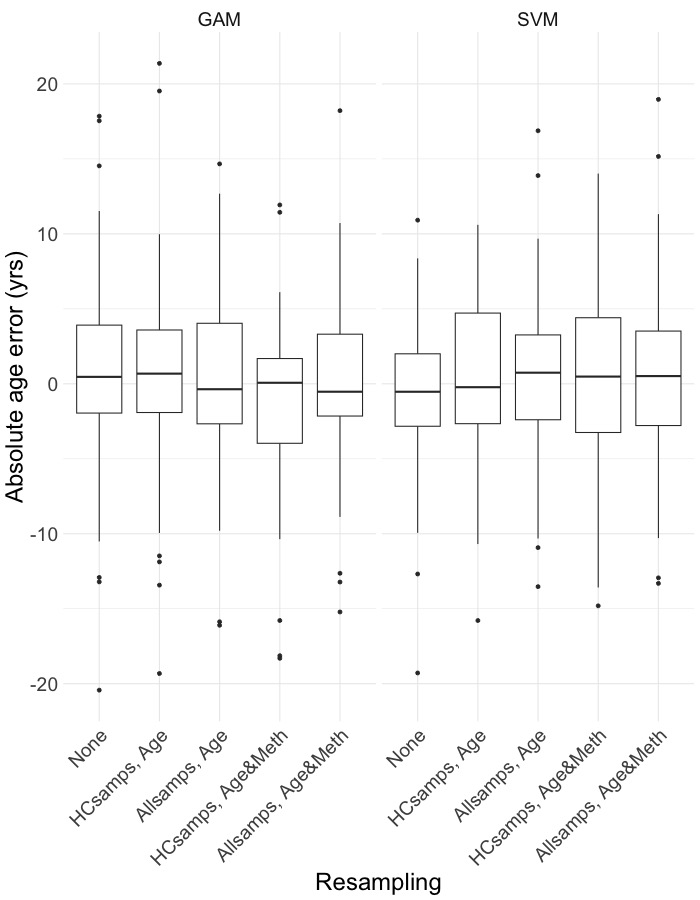 GAM
SVM
Absolute age error (yrs)
20
10
0
-10
-20
None
HCsamps, Age
Allsamps, Age
HCsamps, Age&Meth
Allsamps, Age&Meth
None
HCsamps, Age
Allsamps, Age
HCsamps, Age&Meth
Allsamps, Age&Meth
Resampling